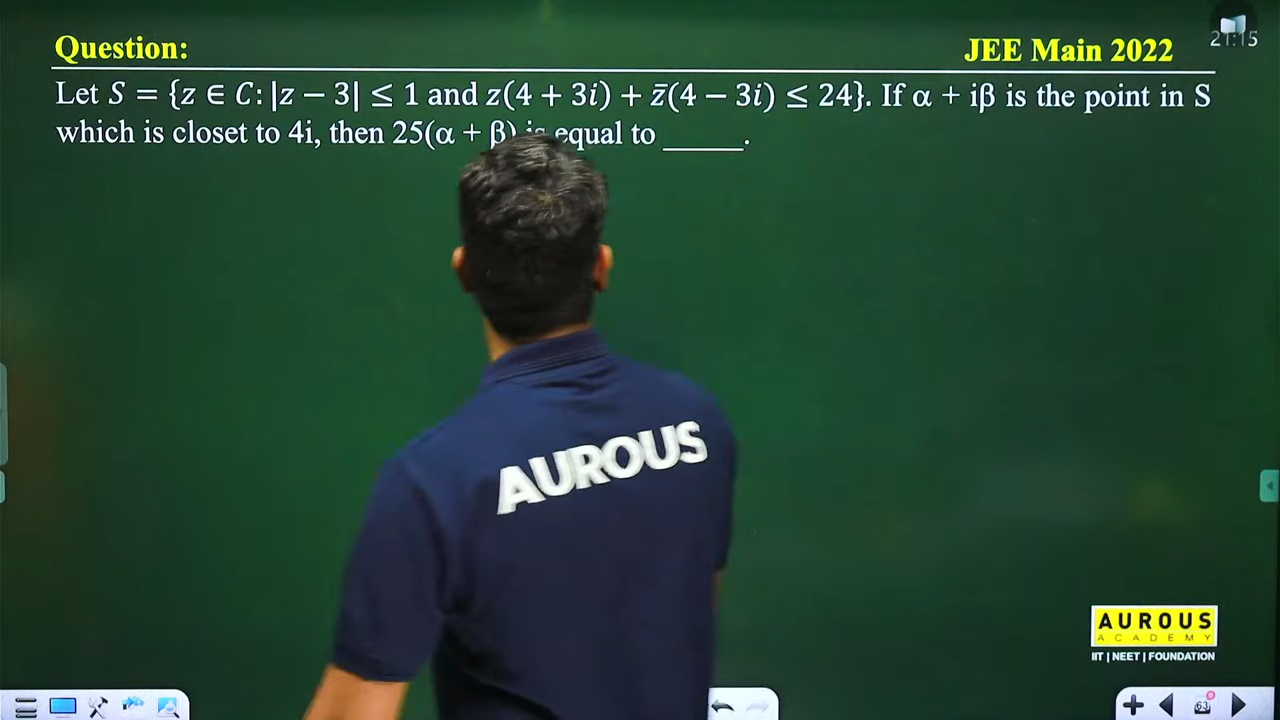 Question:
JEE Main 2022
21:15
Let S = {z ∈ C: |z − 3| ≤ 1 and z(4 + 3i) + z̄(4 − 3i) ≤ 24}. If α + iβ is the point in S
which is closet to 4i, then 25(α + β) is equal to ______.
AUROUS
AUROUS
ACADEMY
IIT | NEET | FOUNDATION
63